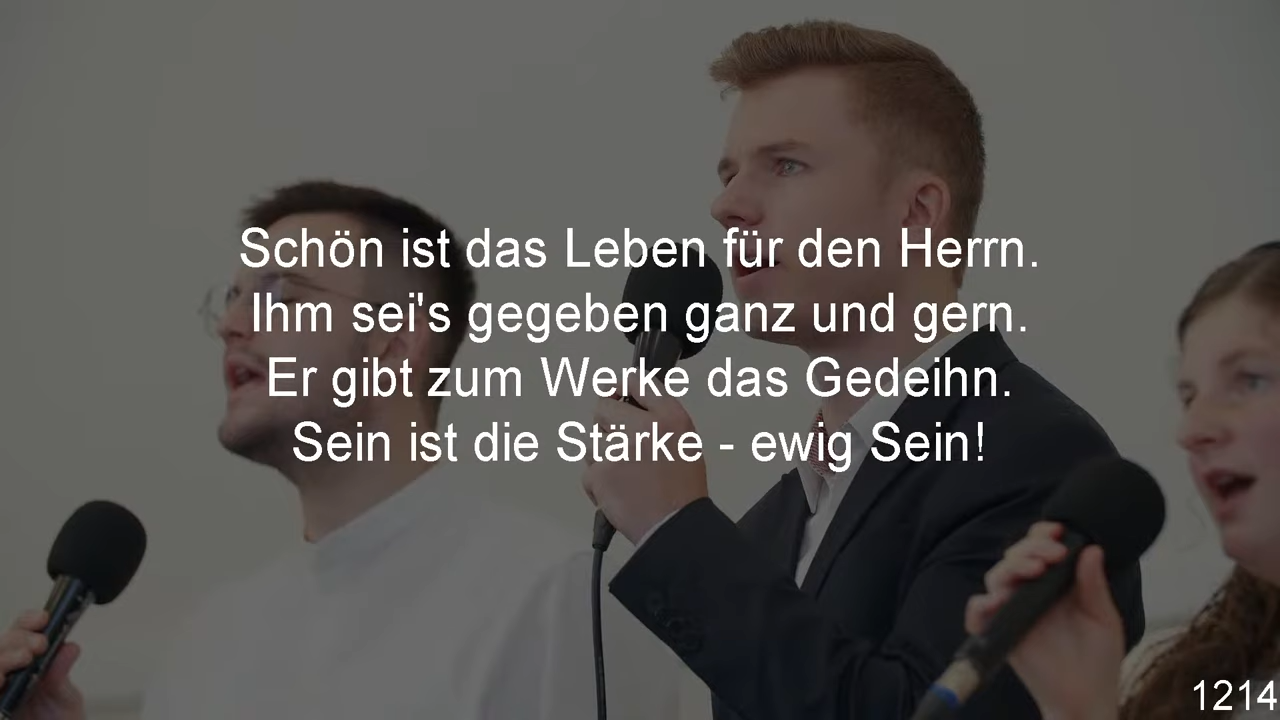 Schön ist das Leben für den Herrn.
Ihm sei's gegeben ganz und gern.
Er gibt zum Werke das Gedeihn.
Sein ist die Stärke - ewig Sein!
1214